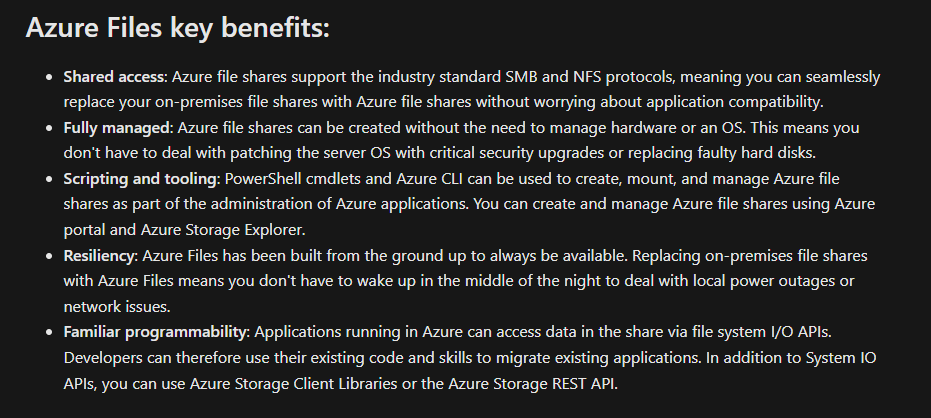 Azure Files key benefits:
• Shared access: Azure file shares support the industry standard SMB and NFS protocols, meaning you can seamlessly
replace your on-premises file shares with Azure file shares without worrying about application compatibility.
• Fully managed: Azure file shares can be created without the need to manage hardware or an OS. This means you
don't have to deal with patching the server OS with critical security upgrades or replacing faulty hard disks.
• Scripting and tooling: PowerShell cmdlets and Azure CLI can be used to create, mount, and manage Azure file
shares as part of the administration of Azure applications. You can create and manage Azure file shares using Azure
portal and Azure Storage Explorer.
• Resiliency: Azure Files has been built from the ground up to always be available. Replacing on-premises file shares
with Azure Files means you don't have to wake up in the middle of the night to deal with local power outages or
network issues.
• Familiar programmability: Applications running in Azure can access data in the share via file system I/O APIs.
Developers can therefore use their existing code and skills to migrate existing applications. In addition to System IO
APIs, you can use Azure Storage Client Libraries or the Azure Storage REST API.